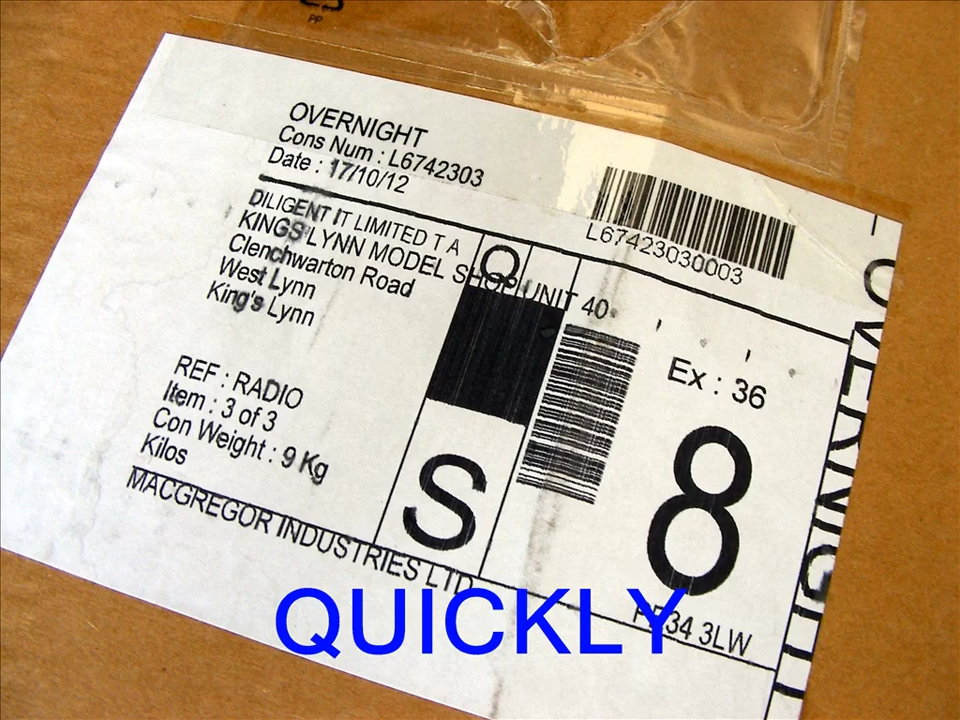 PP
OVERNIGHT
Cons Num : L6742303
Date : 17/10/12
L67423030003
DILIGENT IT LIMITED T A
KINGS LYNN MODEL SHOP UNIT 40
Clenchwarton Road
West Lynn
King's Lynn
O
Ex : 36
REF : RADIO
Item : 3 of 3
Con Weight : 9 Kg
Kilos
S
8
MACGREGOR INDUSTRIES LTD
PE34 3LW
OVERNIGHT
QUICKLY